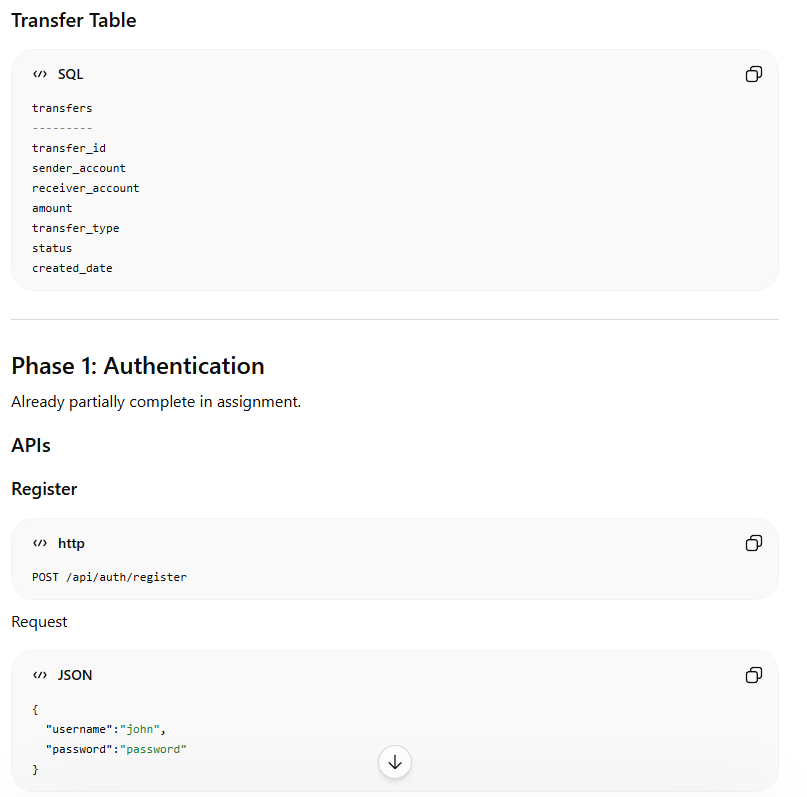 Transfer Table
SQL
transfers
---------
transfer_id
sender_account
receiver_account
amount
transfer_type
status
created_date
Phase 1: Authentication
Already partially complete in assignment.
APIs
Register
http
POST /api/auth/register
Request
JSON
{
  "username":"john",
  "password":"password"
}